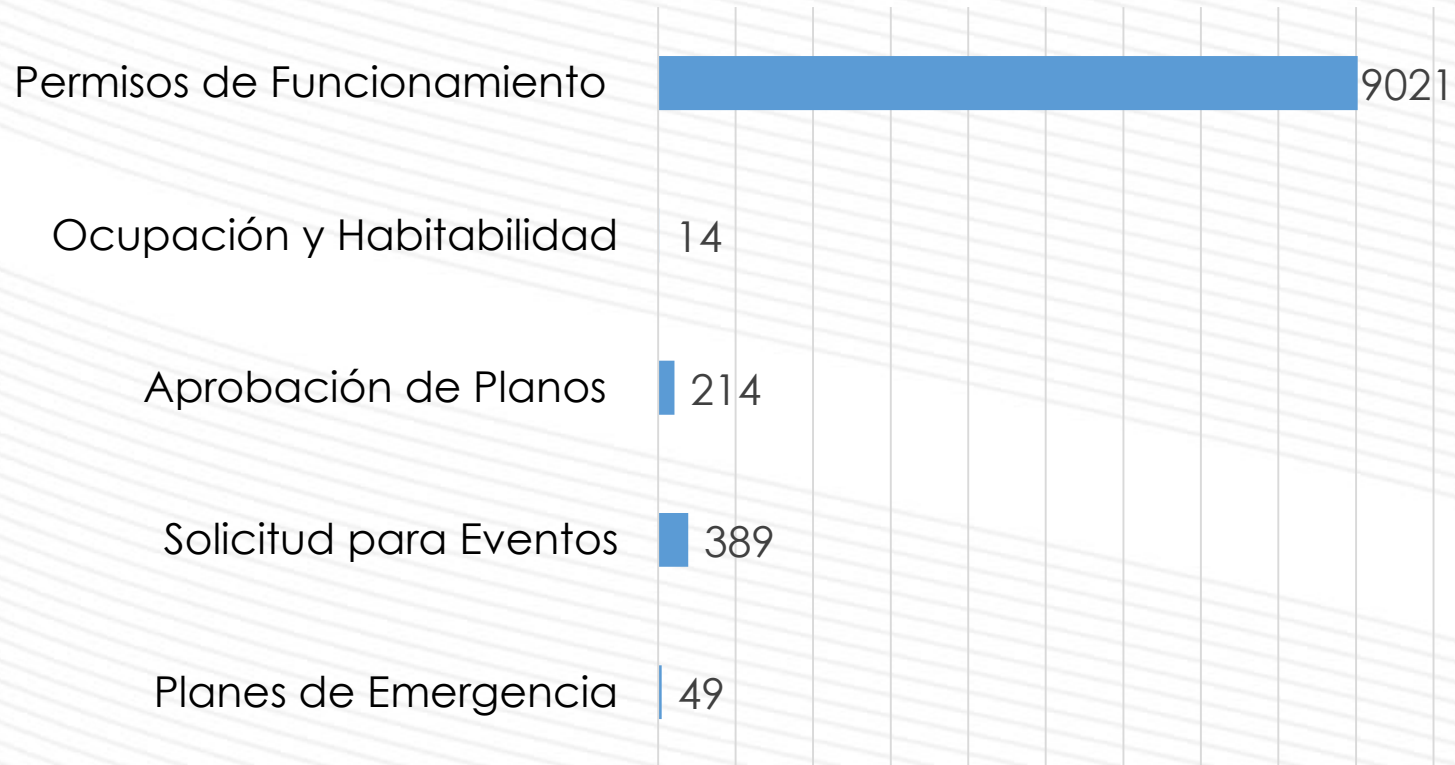 Permisos de Funcionamiento 9021
Ocupación y Habitabilidad 14
Aprobación de Planos 214
Solicitud para Eventos 389
Planes de Emergencia 49